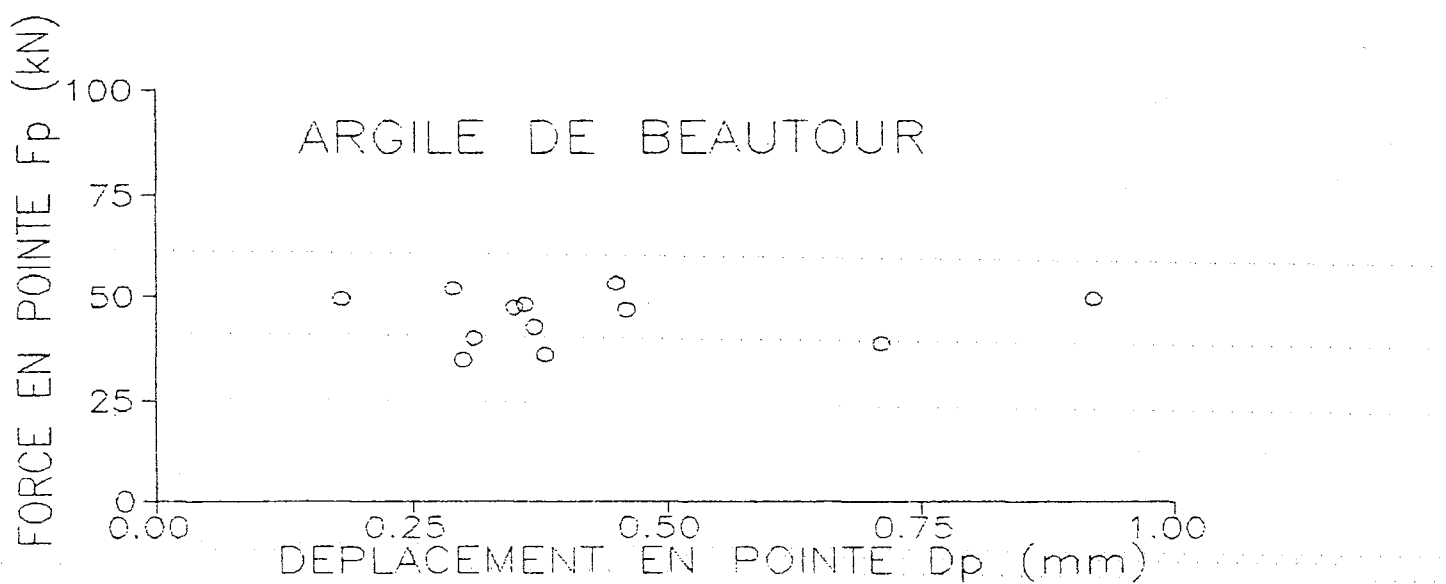 FORCE EN POINTE Fp (kN)
100
ARGILE DE BEAUTOUR
75
50
25
0
0.00 0.25 0.50 0.75 1.00
DEPLACEMENT EN POINTE Dp (mm)